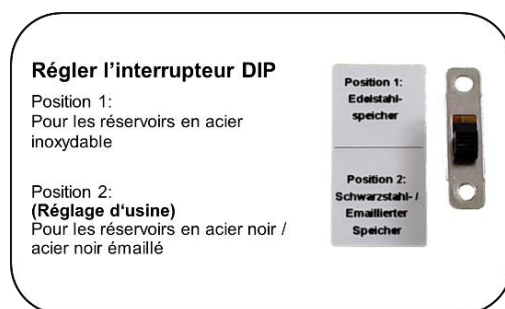 Régler l’interrupteur DIP
Position 1:
Pour les réservoirs en acier
inoxydable
Position 2:
(Réglage d‘usine)
Pour les réservoirs en acier noir /
acier noir émaillé
Position 1:
Edelstahl-
speicher
Position 2:
Schwarzstahl- /
Emaillierter
Speicher